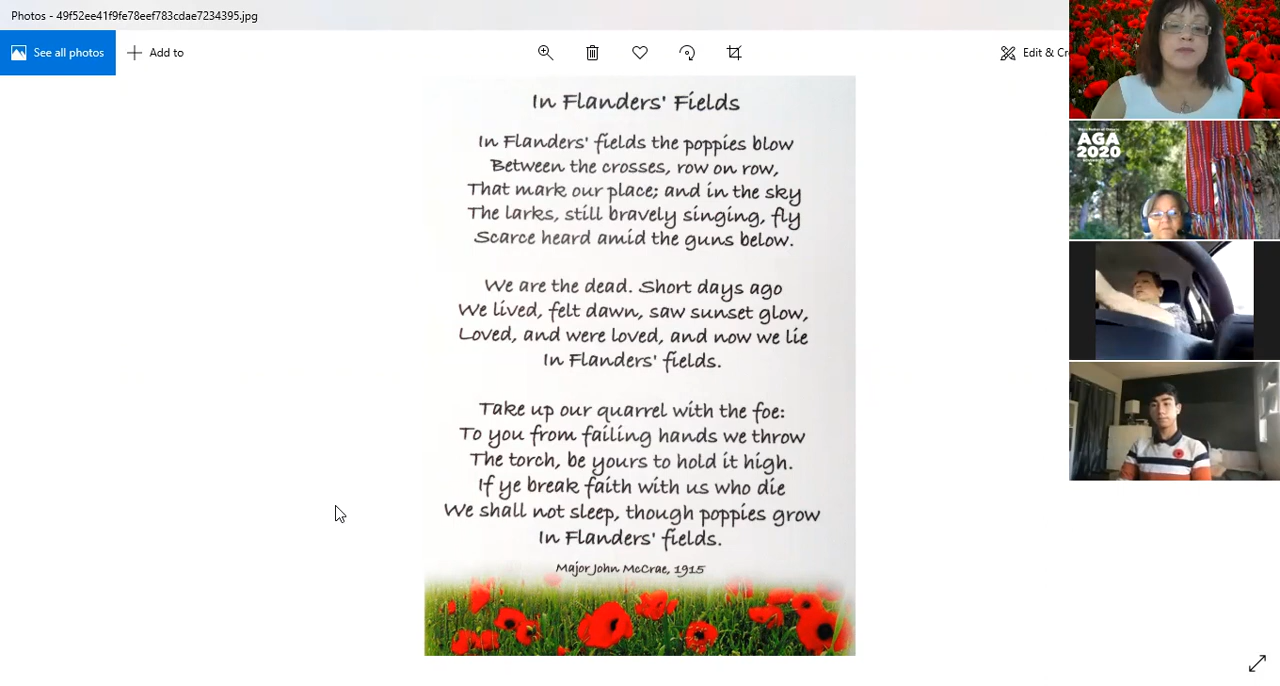 Photos - 49f52ee41f9fe78eef783cdae7234395.jpg
See all photos
Add to
Edit & Cr
In Flanders' Fields
In Flanders' fields the poppies blow
Between the crosses, row on row,
That mark our place; and in the sky
The larks, still bravely singing, fly
Scarce heard amid the guns below.
We are the dead. Short days ago
We lived, felt dawn, saw sunset glow,
Loved, and were loved, and now we lie
In Flanders' fields.
Take up our quarrel with the foe:
To you from failing hands we throw
The torch, be yours to hold it high.
If ye break faith with us who die
We shall not sleep, though poppies grow
In Flanders' fields.
Major John McCrae, 1915
AGA
2020